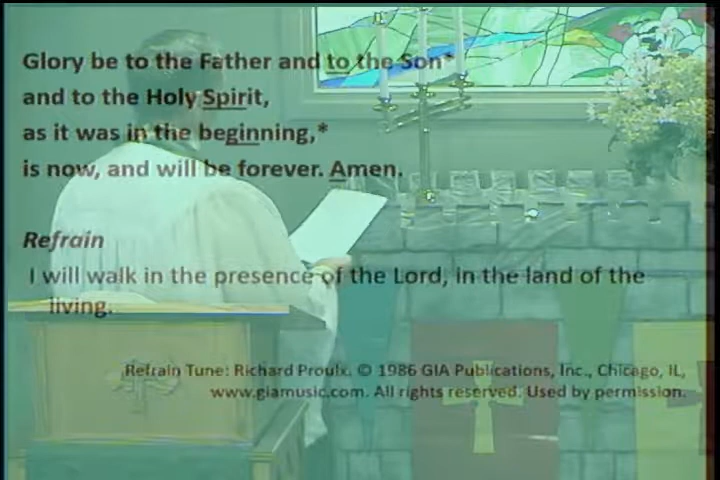 Glory be to the Father and to the Son*
and to the Holy Spirit,
as it was in the beginning,*
is now, and will be forever. Amen.
Refrain
I will walk in the presence of the Lord, in the land of the
living.
Refrain Tune: Richard Proulx. © 1986 GIA Publications, Inc., Chicago, IL,
www.giamusic.com. All rights reserved. Used by permission.